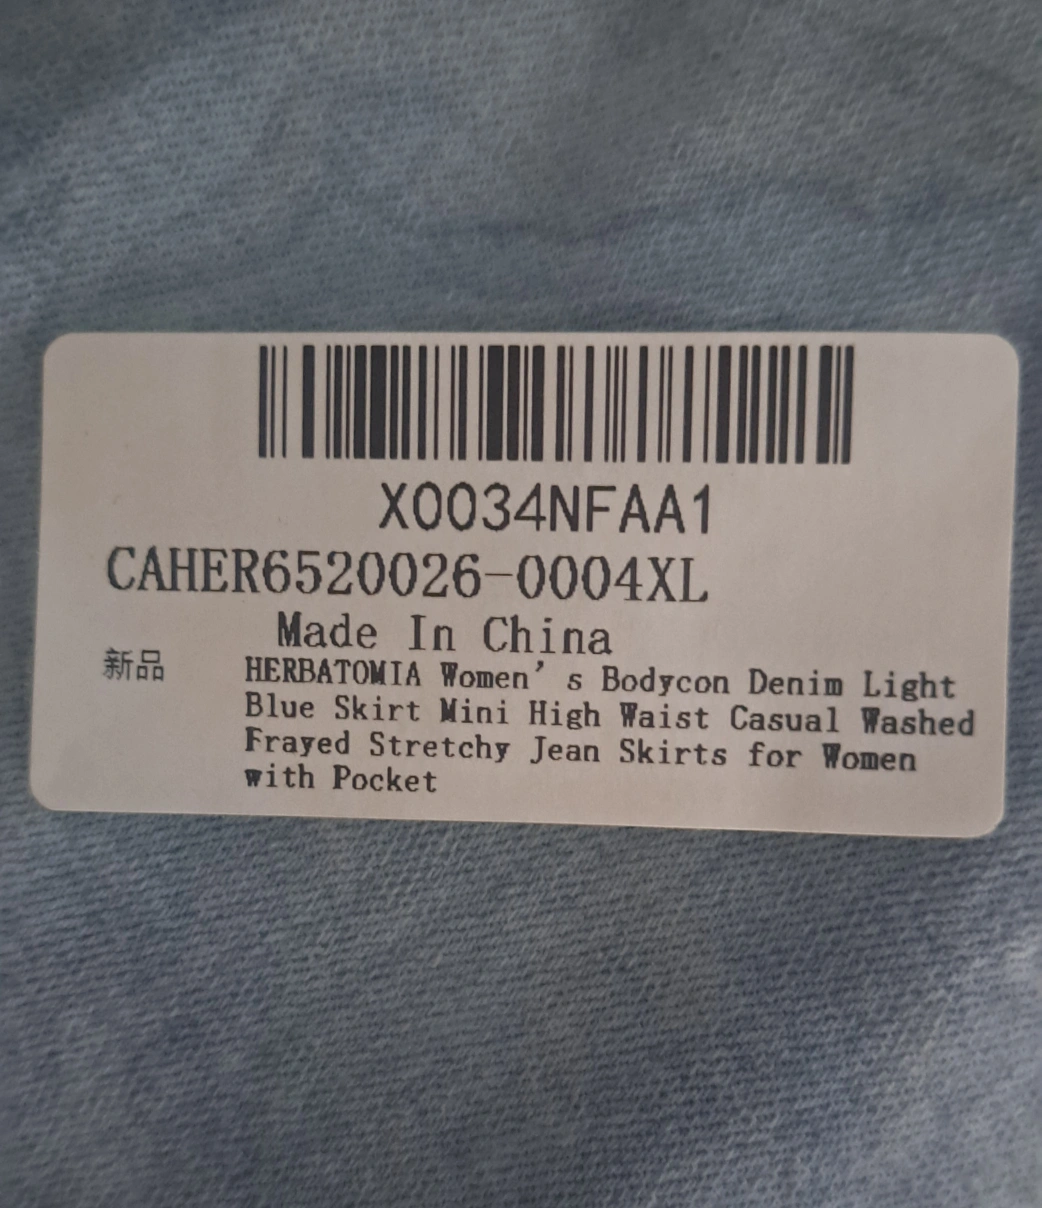 X0034NFAA1
CAHER6520026-0004XL
Made In China
新品
HERBATOMIA Women’s Bodycon Denim Light
Blue Skirt Mini High Waist Casual Washed
Frayed Stretchy Jean Skirts for Women
with Pocket